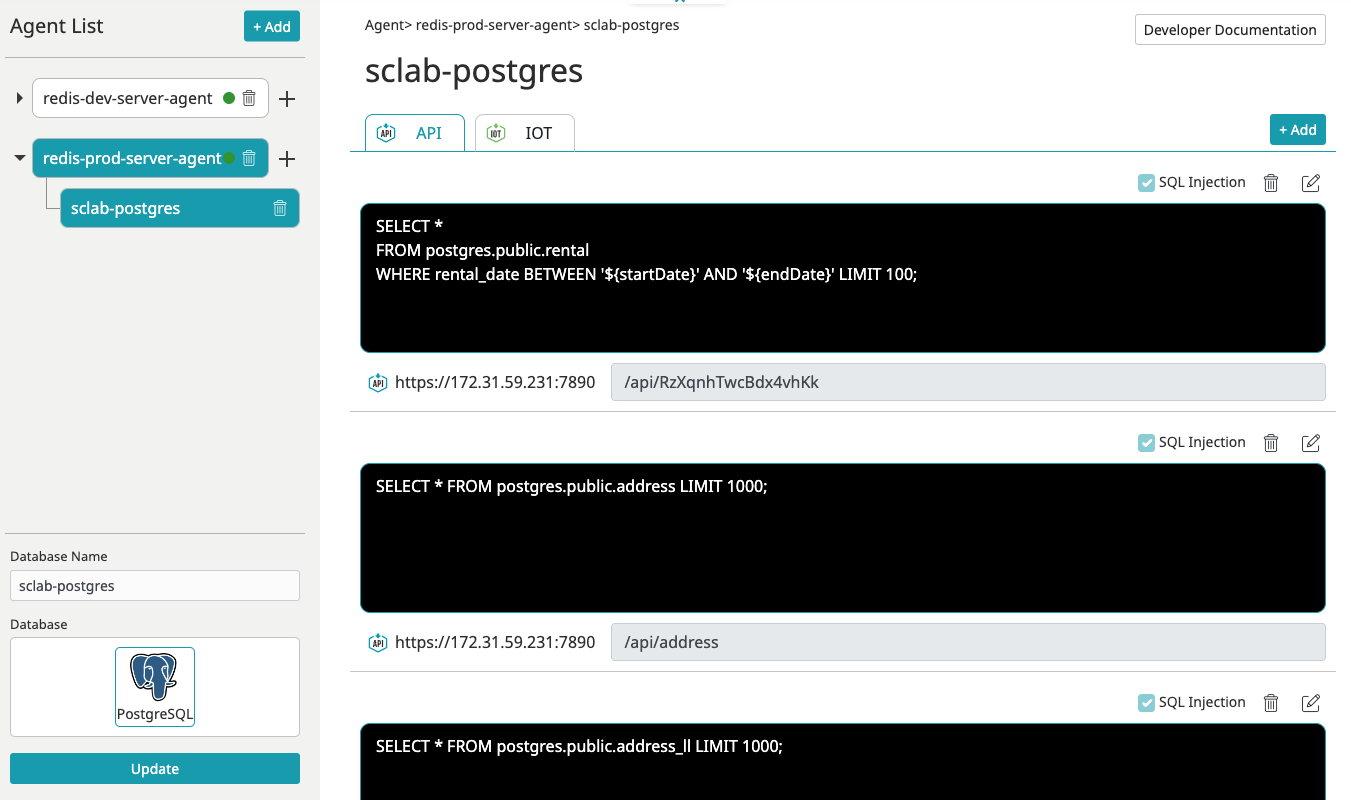 Agent List
+ Add
redis-dev-server-agent
redis-prod-server-agent
sclab-postgres
Database Name
sclab-postgres
Database
PostgreSQL
Update
Agent> redis-prod-server-agent> sclab-postgres
Developer Documentation
sclab-postgres
API API
IOT IOT
+ Add
SQL Injection
SELECT *
FROM postgres.public.rental
WHERE rental_date BETWEEN '${startDate}' AND '${endDate}' LIMIT 100;
API https://172.31.59.231:7890 /api/RzXqnhTwcBdx4vhKk
SQL Injection
SELECT * FROM postgres.public.address LIMIT 1000;
API https://172.31.59.231:7890 /api/address
SQL Injection
SELECT * FROM postgres.public.address_ll LIMIT 1000;